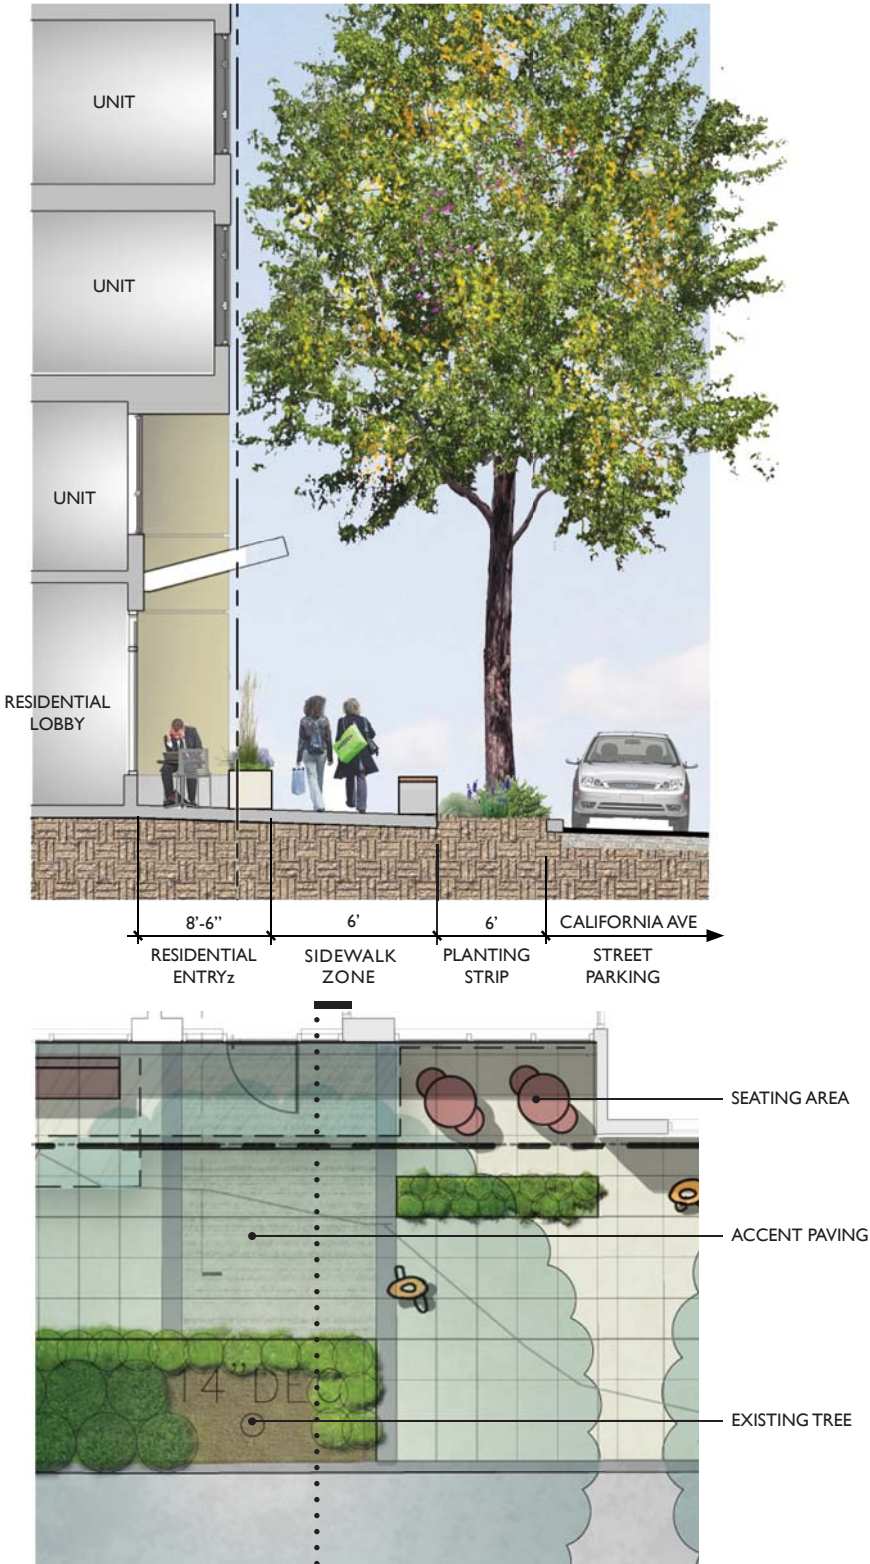 UNIT
UNIT
UNIT
RESIDENTIAL
LOBBY
8'-6"
6'
6'
CALIFORNIA AVE
RESIDENTIAL
ENTRYz
SIDEWALK
ZONE
PLANTING
STRIP
STREET
PARKING
SEATING AREA
ACCENT PAVING
14" DEC
EXISTING TREE